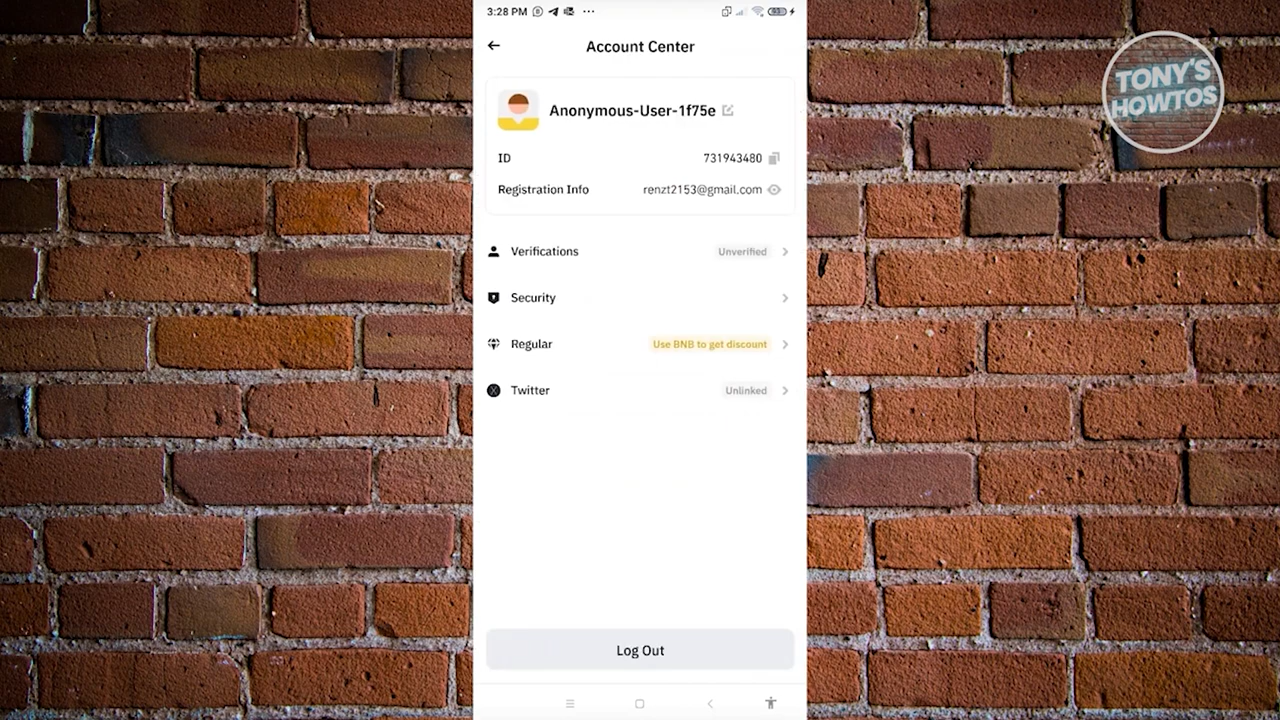 3:28 PM
63
Account Center
Anonymous-User-1f75e
ID 731943480
Registration Info renzt2153@gmail.com
Verifications Unverified
Security
Regular Use BNB to get discount
Twitter Unlinked
Log Out
TONY'S
HOWTOS